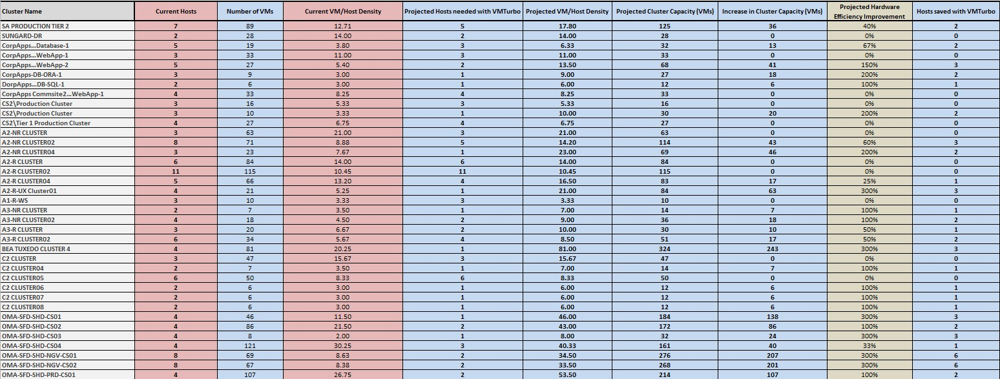 Cluster Name Current Hosts Number of VMs Current VM/Host Density Projected Hosts needed with VMTurbo Projected VM/Host Density Projected Cluster Capacity (VMs) Increase in Cluster Capacity (VMs) Projected Hardware Efficiency Improvement Hosts saved with VMTurbo
SA PRODUCTION TIER 2 7 89 12.71 5 17.80 125 36 40% 2
SUNGARD-DR 2 28 14.00 2 14.00 28 0 0% 0
CorpApps...Database-1 5 19 3.80 3 6.33 32 13 67% 2
CorpApps...WebApp-1 3 33 11.00 3 11.00 33 0 0% 0
CorpApps...WebApp-2 5 27 5.40 2 13.50 68 41 150% 3
CorpApps-DB-ORA-1 3 9 3.00 1 9.00 27 18 200% 2
DorpApps...DB-SQL-1 2 6 3.00 1 6.00 12 6 100% 1
CorpApps Commsite2...WebApp-1 4 33 8.25 4 8.25 33 0 0% 0
CS2\Production Cluster 3 16 5.33 3 5.33 16 0 0% 0
CS2\Production Cluster 3 10 3.33 1 10.00 30 20 200% 2
CS2\Tier 1 Production Cluster 4 27 6.75 4 6.75 27 0 0% 0
A2-NR CLUSTER 3 63 21.00 3 21.00 63 0 0% 0
A2-NR CLUSTER02 8 71 8.88 5 14.20 114 43 60% 3
A2-NR CLUSTER04 3 23 7.67 1 23.00 69 46 200% 2
A2-R CLUSTER 6 84 14.00 6 14.00 84 0 0% 0
A2-R CLUSTER02 11 115 10.45 11 10.45 115 0 0% 0
A2-R CLUSTER04 5 66 13.20 4 16.50 83 17 25% 1
A2-R-UX Cluster01 4 21 5.25 1 21.00 84 63 300% 3
A1-R-WS 3 10 3.33 3 3.33 10 0 0% 0
A3-NR CLUSTER 2 7 3.50 1 7.00 14 7 100% 1
A3-NR CLUSTER02 4 18 4.50 2 9.00 36 18 100% 2
A3-R CLUSTER 3 20 6.67 2 10.00 30 10 50% 1
A3-R CLUSTER02 6 34 5.67 4 8.50 51 17 50% 2
BEA TUXEDO CLUSTER 4 4 81 20.25 1 81.00 324 243 300% 3
C2 CLUSTER 3 47 15.67 3 15.67 47 0 0% 0
C2 CLUSTER04 2 7 3.50 1 7.00 14 7 100% 1
C2 CLUSTER05 6 50 8.33 6 8.33 50 0 0% 0
C2 CLUSTER06 2 6 3.00 1 6.00 12 6 100% 1
C2 CLUSTER07 2 6 3.00 1 6.00 12 6 100% 1
C2 CLUSTER08 2 6 3.00 1 6.00 12 6 100% 1
OMA-SFD-SHD-CS01 4 46 11.50 1 46.00 184 138 300% 3
OMA-SFD-SHD-CS02 4 86 21.50 2 43.00 172 86 100% 2
OMA-SFD-SHD-CS03 4 8 2.00 1 8.00 32 24 300% 3
OMA-SFD-SHD-CS04 4 121 30.25 3 40.33 161 40 33% 1
OMA-SFD-SHD-NGV-CS01 8 69 8.63 2 34.50 276 207 300% 6
OMA-SFD-SHD-NGV-CS02 8 67 8.38 2 33.50 268 201 300% 6
OMA-SFD-SHD-PRD-CS01 4 107 26.75 2 53.50 214 107 100% 2